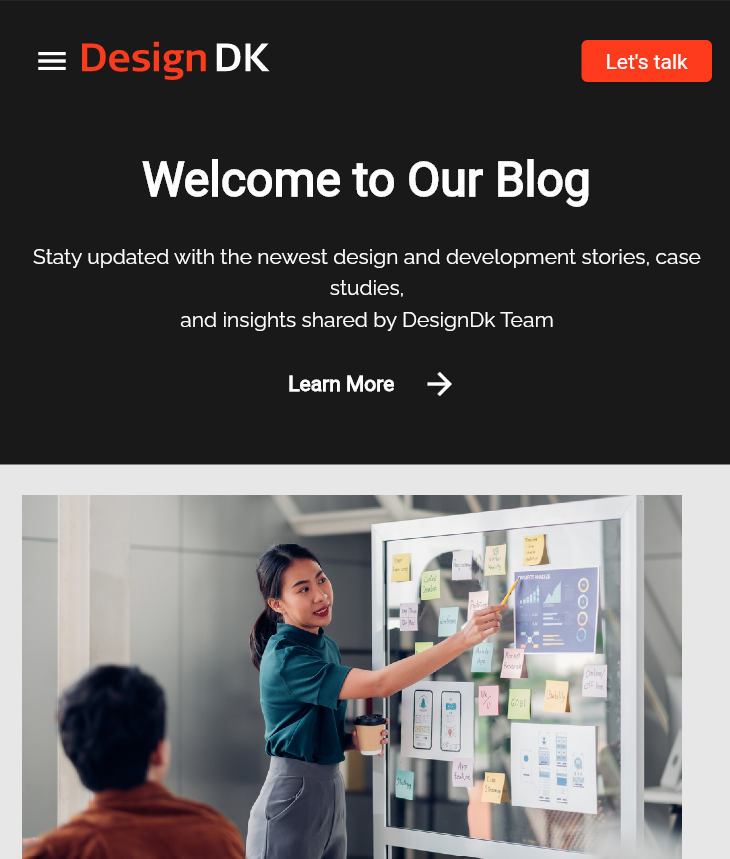 Design DK
Let's talk
Welcome to Our Blog
Staty updated with the newest design and development stories, case
studies,
and insights shared by DesignDk Team
Learn More